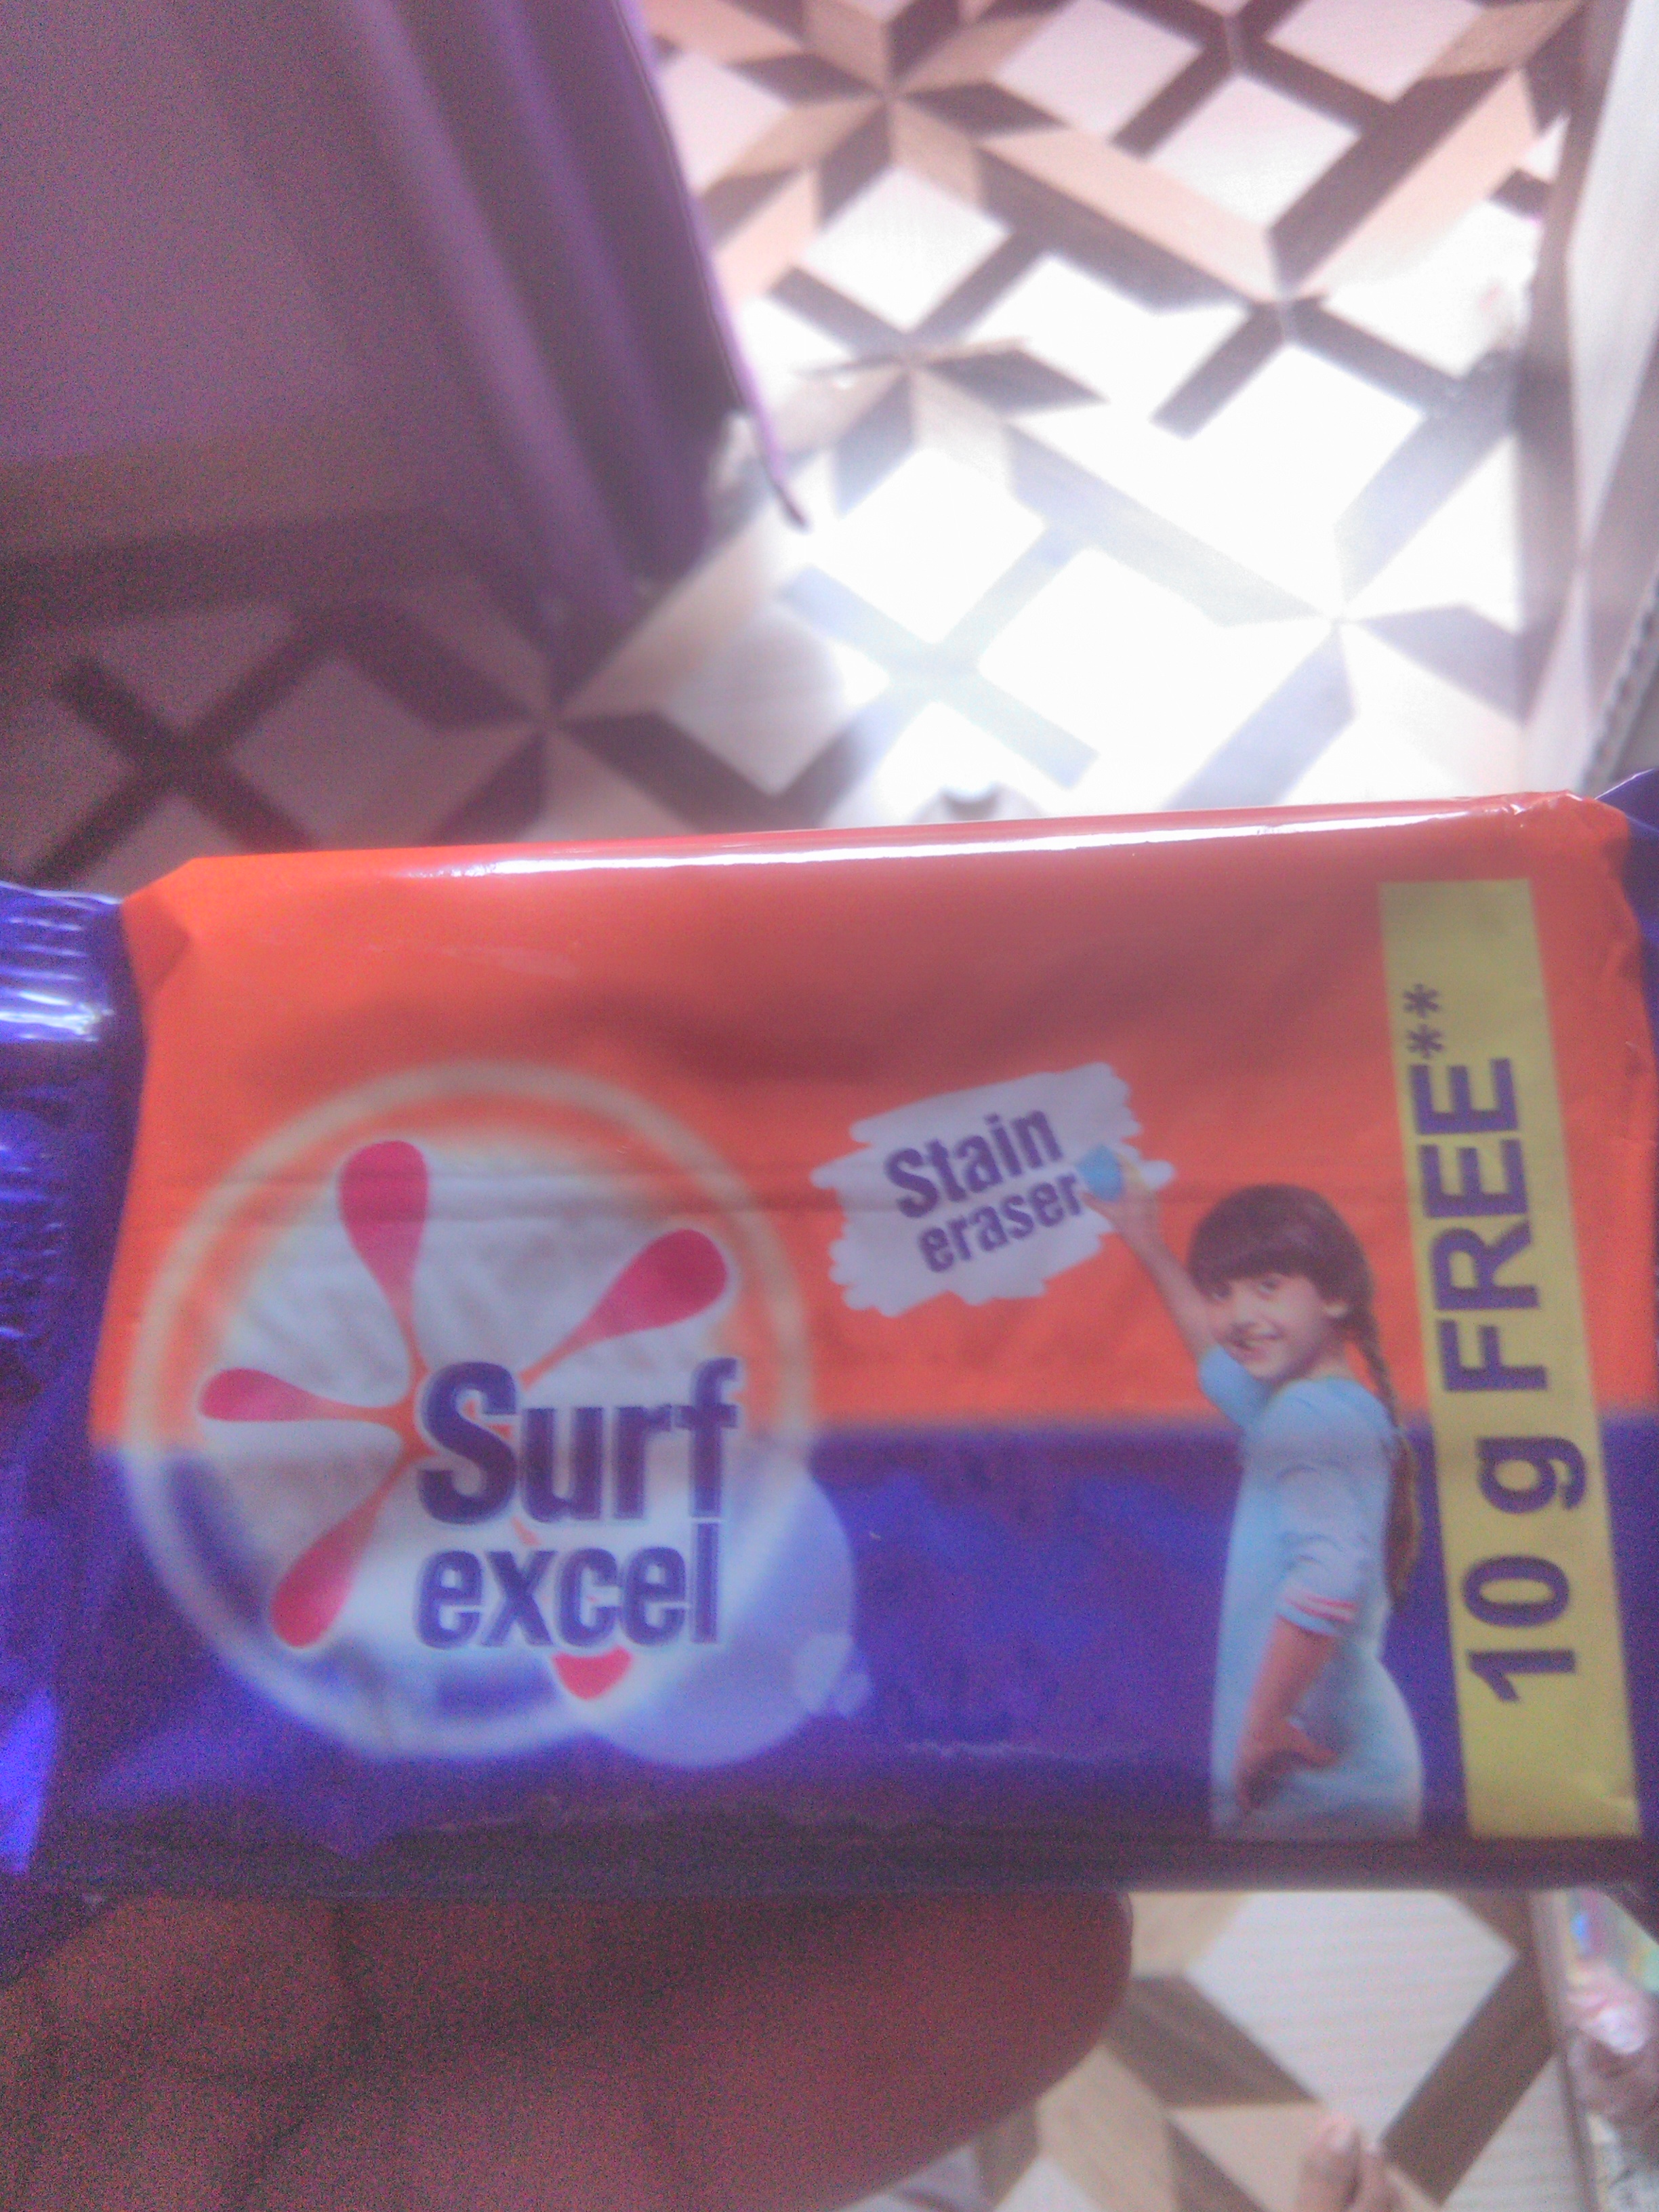 Surf
excel
Stain
eraser
10 g FREE**